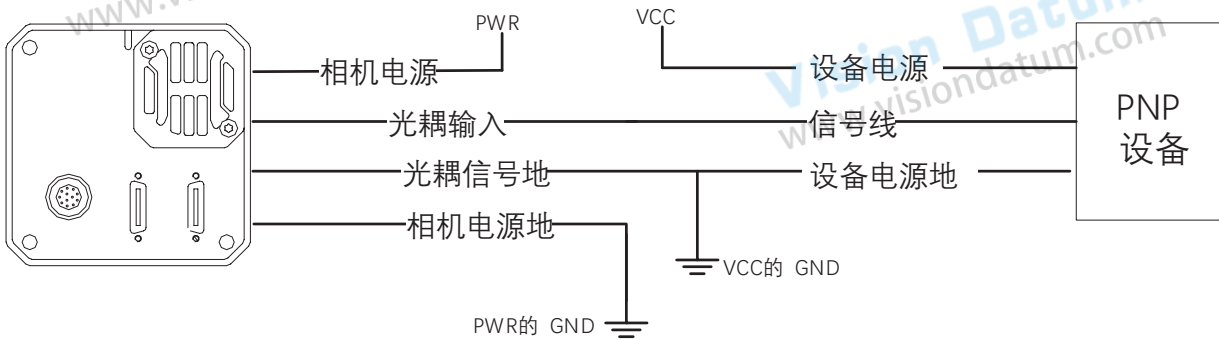 www.vi
Vision Datum
www.visiondatum.com
PWR
VCC
相机电源
设备电源
光耦输入
信号线
PNP
设备
光耦信号地
设备电源地
相机电源地
VCC的 GND
PWR的 GND